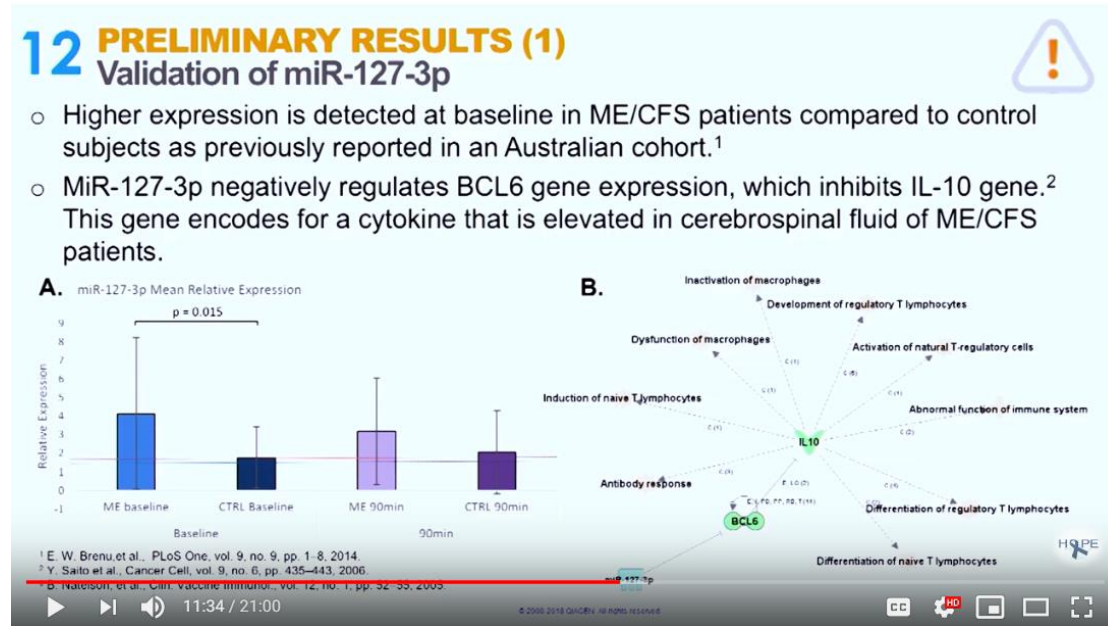 12 PRELIMINARY RESULTS (1)
Validation of miR-127-3p
!
o Higher expression is detected at baseline in ME/CFS patients compared to control
subjects as previously reported in an Australian cohort.1
o MiR-127-3p negatively regulates BCL6 gene expression, which inhibits IL-10 gene.2
This gene encodes for a cytokine that is elevated in cerebrospinal fluid of ME/CFS
patients.
A. miR-127-3p Mean Relative Expression
p = 0.015
Relative Expression
9
8
7
6
5
4
3
2
1
0
-1
ME baseline
CTRL Baseline
ME 90min
CTRL 90min
Baseline
90min
B.
Inactivation of macrophages
Development of regulatory T lymphocytes
Dysfunction of macrophages
Activation of natural T-regulatory cells
Induction of naive T lymphocytes
Abnormal function of immune system
IL10
Antibody response
Differentiation of regulatory T lymphocytes
BCL6
Differentiation of naive T lymphocytes
miR-127-3p
1 E. W. Brenu,et al., PLoS One, vol. 9, no. 9, pp. 1-8, 2014.
2 Y. Saito et al., Cancer Cell, vol. 9, no. 6, pp. 435–443, 2006.
HOPE
11:34 / 21:00
CC
HD